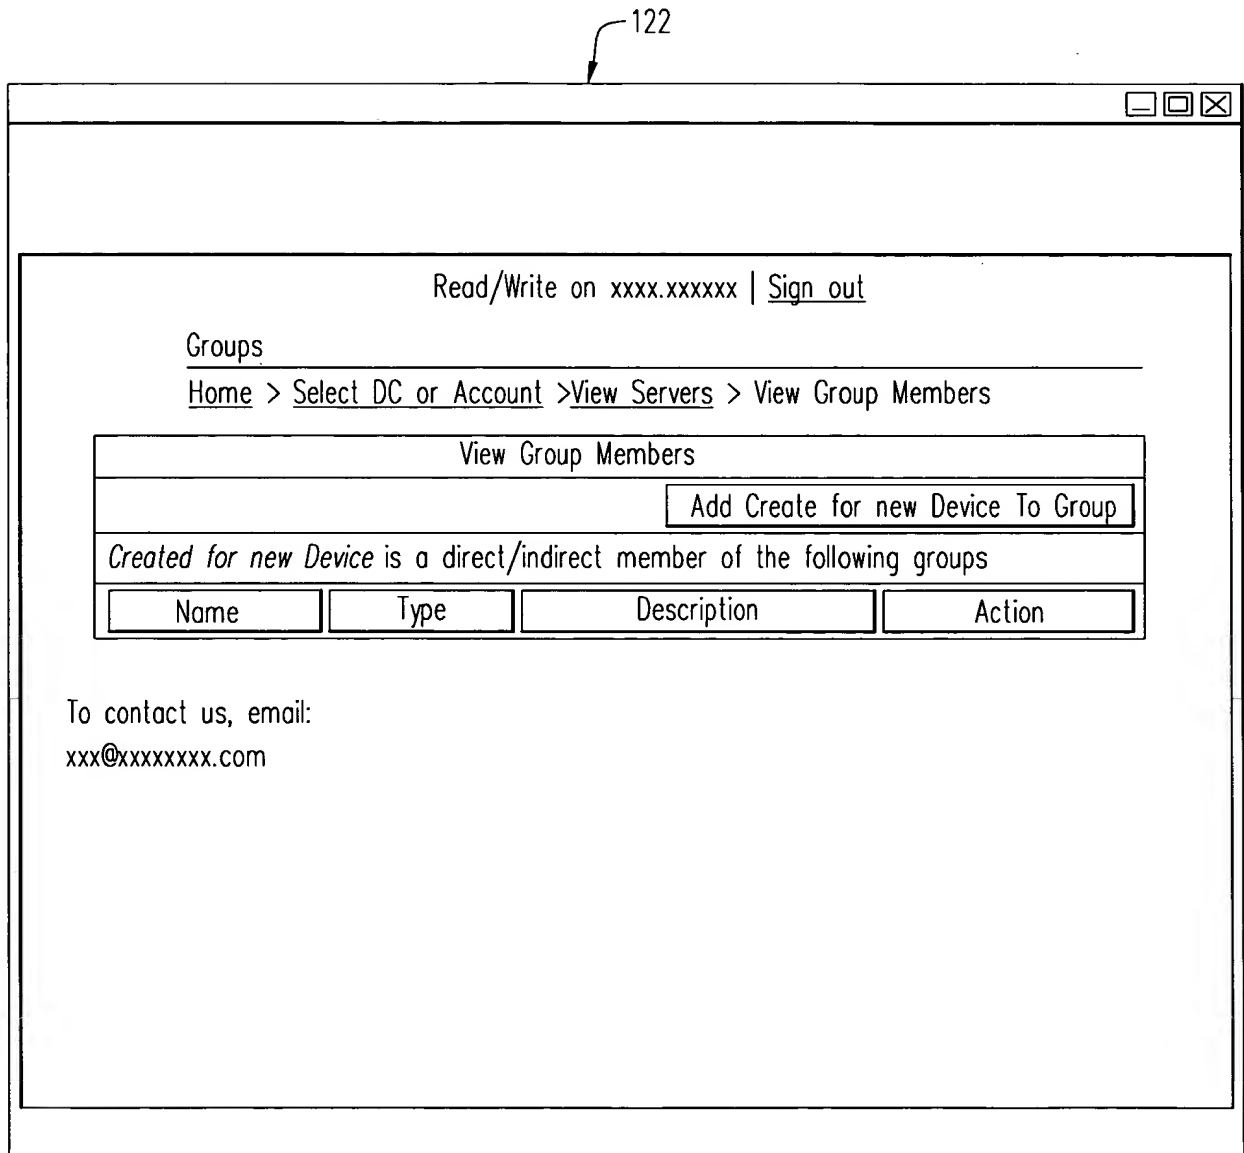 122
Read/Write on xxxx.xxxxxx | Sign out
Groups
Home > Select DC or Account >View Servers > View Group Members
View Group Members
Add Create for new Device To Group
Created for new Device is a direct/indirect member of the following groups
Name Type Description Action
To contact us, email:
xxx@xxxxxxxx.com